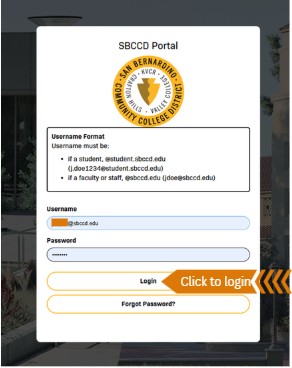 SBCCD Portal
SAN BERNARDINO
COMMUNITY COLLEGE DISTRICT
CRAFTON HILLS • KVCR • VALLEY COLLEGE
Username Format
Username must be:
• if a student, @student.sbccd.edu
(j.doe1234@student.sbccd.edu)
• if a faculty or staff, @sbccd.edu (jdoe@sbccd.edu)
Username
@sbccd.edu
Password
••••••••
Login
Click to login
Forgot Password?